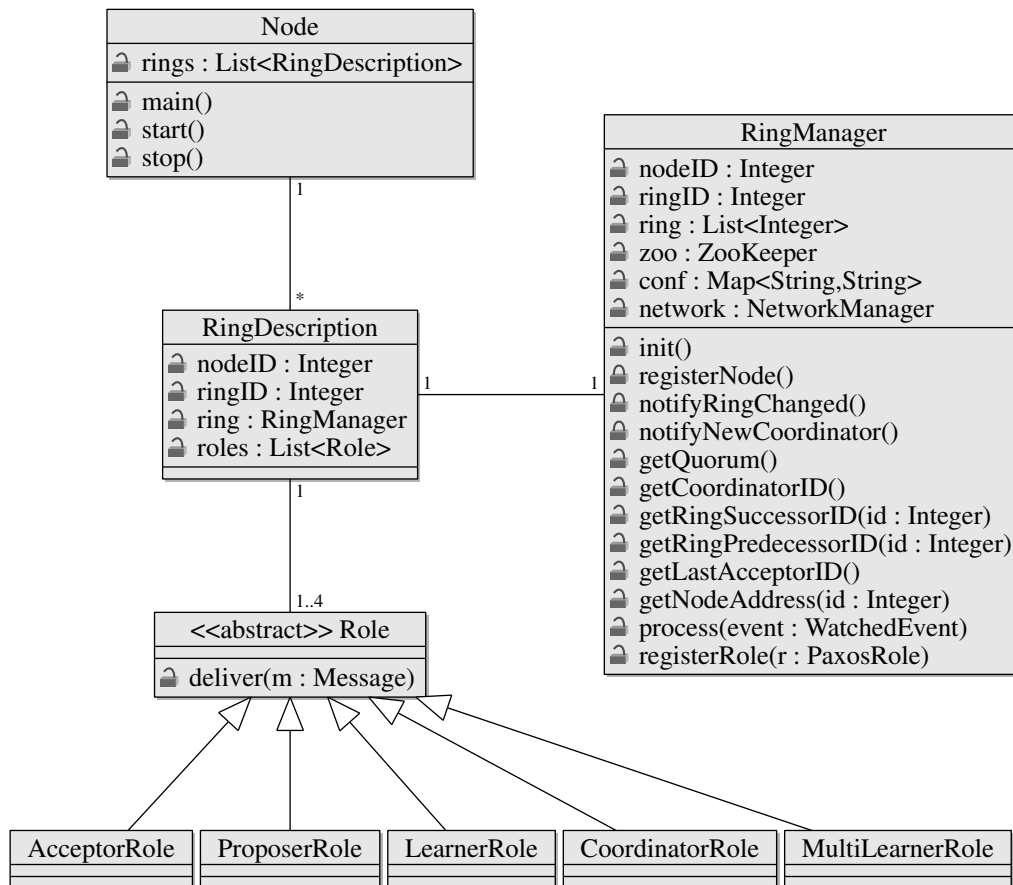 Node
rings : List<RingDescription>
main()
start()
stop()
1
*
RingDescription
nodeID : Integer
ringID : Integer
ring : RingManager
roles : List<Role>
1
1
1
1..4
RingManager
nodeID : Integer
ringID : Integer
ring : List<Integer>
zoo : ZooKeeper
conf : Map<String,String>
network : NetworkManager
init()
registerNode()
notifyRingChanged()
notifyNewCoordinator()
getQuorum()
getCoordinatorID()
getRingSuccessorID(id : Integer)
getRingPredecessorID(id : Integer)
getLastAcceptorID()
getNodeAddress(id : Integer)
process(event : WatchedEvent)
registerRole(r : PaxosRole)
<<abstract>> Role
deliver(m : Message)
AcceptorRole
ProposerRole
LearnerRole
CoordinatorRole
MultiLearnerRole